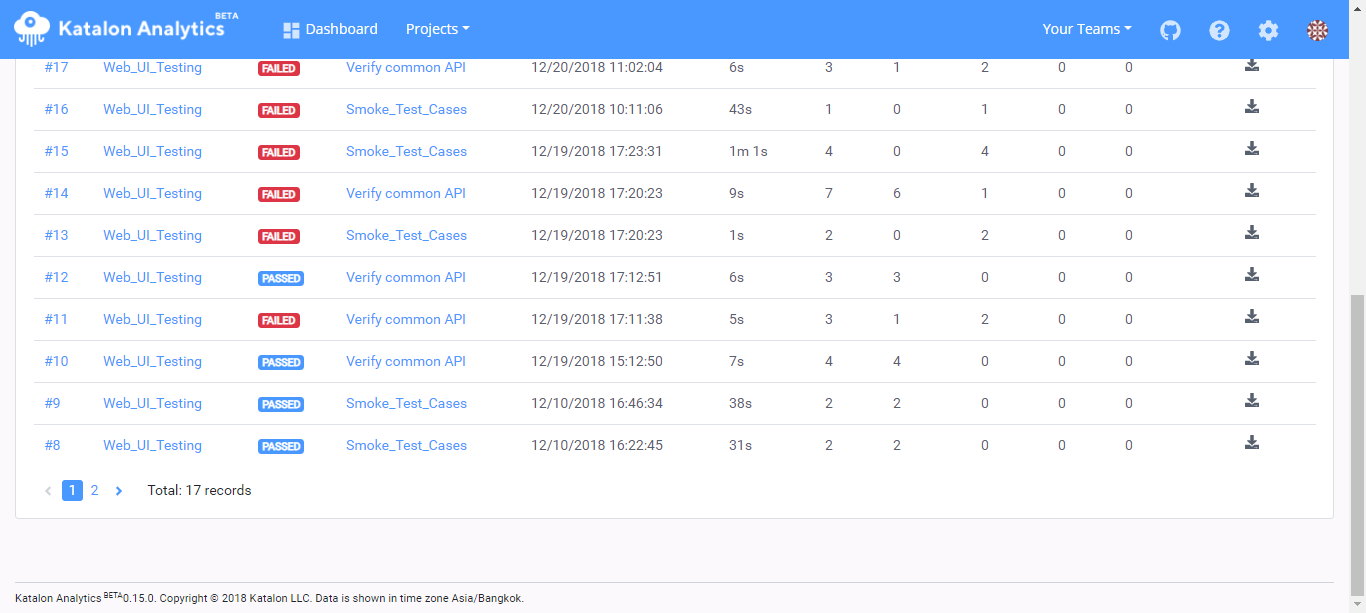 Katalon Analytics BETA Dashboard Projects Your Teams
#17 Web_UI_Testing FAILED Verify common API 12/20/2018 11:02:04 6s 3 1 2 0 0
#16 Web_UI_Testing FAILED Smoke_Test_Cases 12/20/2018 10:11:06 43s 1 0 1 0 0
#15 Web_UI_Testing FAILED Smoke_Test_Cases 12/19/2018 17:23:31 1m 1s 4 0 4 0 0
#14 Web_UI_Testing FAILED Verify common API 12/19/2018 17:20:23 9s 7 6 1 0 0
#13 Web_UI_Testing FAILED Smoke_Test_Cases 12/19/2018 17:20:23 1s 2 0 2 0 0
#12 Web_UI_Testing PASSED Verify common API 12/19/2018 17:12:51 6s 3 3 0 0 0
#11 Web_UI_Testing FAILED Verify common API 12/19/2018 17:11:38 5s 3 1 2 0 0
#10 Web_UI_Testing PASSED Verify common API 12/19/2018 15:12:50 7s 4 4 0 0 0
#9 Web_UI_Testing PASSED Smoke_Test_Cases 12/10/2018 16:46:34 38s 2 2 0 0 0
#8 Web_UI_Testing PASSED Smoke_Test_Cases 12/10/2018 16:22:45 31s 2 2 0 0 0
1 2 Total: 17 records
Katalon Analytics BETA0.15.0. Copyright © 2018 Katalon LLC. Data is shown in time zone Asia/Bangkok.